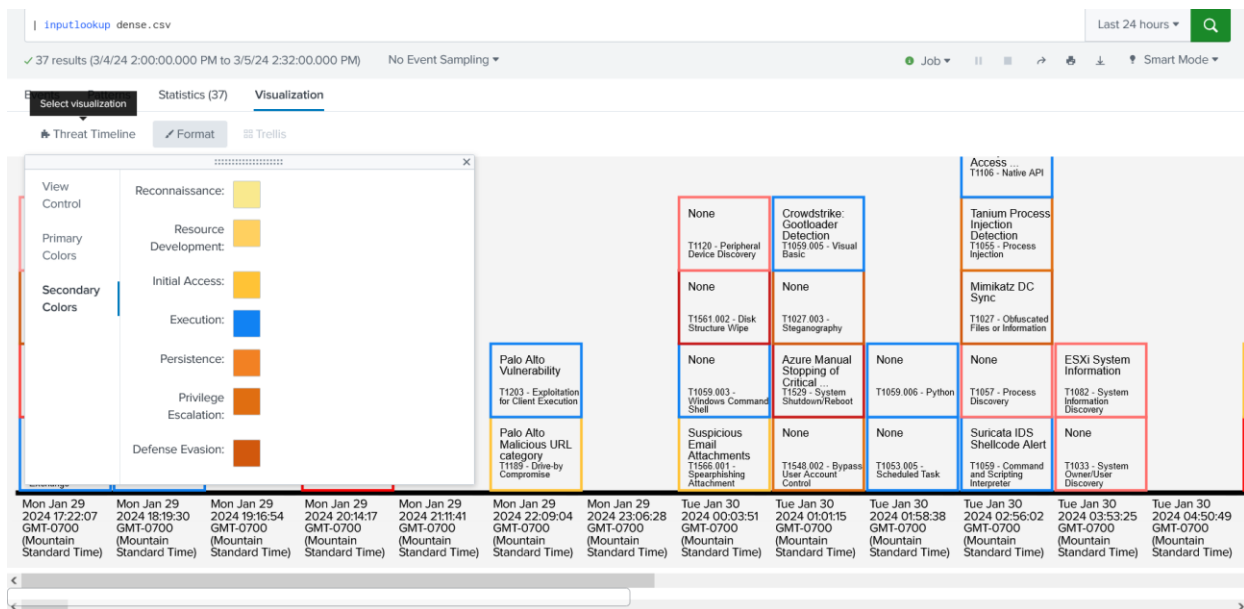 | inputlookup dense.csv
Last 24 hours
37 results (3/4/24 2:00:00.000 PM to 3/5/24 2:32:00.000 PM)
No Event Sampling
Job
Smart Mode
Events
Patterns
Statistics (37)
Visualization
Select visualization
Threat Timeline
Format
Trellis
View
Control
Primary
Colors
Secondary
Colors
Reconnaissance:
Resource
Development:
Initial Access:
Execution:
Persistence:
Privilege
Escalation:
Defense Evasion:
Exchange
Palo Alto
Vulnerability
T1203 - Exploitation
for Client Execution
Palo Alto
Malicious URL
category
T1189 - Drive-by
Compromise
None
T1120 - Peripheral
Device Discovery
None
T1561.002 - Disk
Structure Wipe
None
T1059.003 -
Windows Command
Shell
Suspicious
Email
Attachments
T1566.001 -
Spearphishing
Attachment
Crowdstrike:
Gootloader
Detection
T1059.005 - Visual
Basic
None
T1027.003 -
Steganography
Azure Manual
Stopping of
Critical ...
T1529 - System
Shutdown/Reboot
None
T1548.002 - Bypass
User Account
Control
None
T1059.006 - Python
None
T1053.005 -
Scheduled Task
Access ...
T1106 - Native API
Tanium Process
Injection
Detection
T1055 - Process
Injection
Mimikatz DC
Sync
T1027 - Obfuscated
Files or Information
None
T1057 - Process
Discovery
Suricata IDS
Shellcode Alert
T1059 - Command
and Scripting
Interpreter
ESXi System
Information
T1082 - System
Information
Discovery
None
T1033 - System
Owner/User
Discovery
Mon Jan 29
2024 17:22:07
GMT-0700
(Mountain
Standard Time)
Mon Jan 29
2024 18:19:30
GMT-0700
(Mountain
Standard Time)
Mon Jan 29
2024 19:16:54
GMT-0700
(Mountain
Standard Time)
Mon Jan 29
2024 20:14:17
GMT-0700
(Mountain
Standard Time)
Mon Jan 29
2024 21:11:41
GMT-0700
(Mountain
Standard Time)
Mon Jan 29
2024 22:09:04
GMT-0700
(Mountain
Standard Time)
Mon Jan 29
2024 23:06:28
GMT-0700
(Mountain
Standard Time)
Tue Jan 30
2024 00:03:51
GMT-0700
(Mountain
Standard Time)
Tue Jan 30
2024 01:01:15
GMT-0700
(Mountain
Standard Time)
Tue Jan 30
2024 01:58:38
GMT-0700
(Mountain
Standard Time)
Tue Jan 30
2024 02:56:02
GMT-0700
(Mountain
Standard Time)
Tue Jan 30
2024 03:53:25
GMT-0700
(Mountain
Standard Time)
Tue Jan 30
2024 04:50:49
GMT-0700
(Mountain
Standard Time)